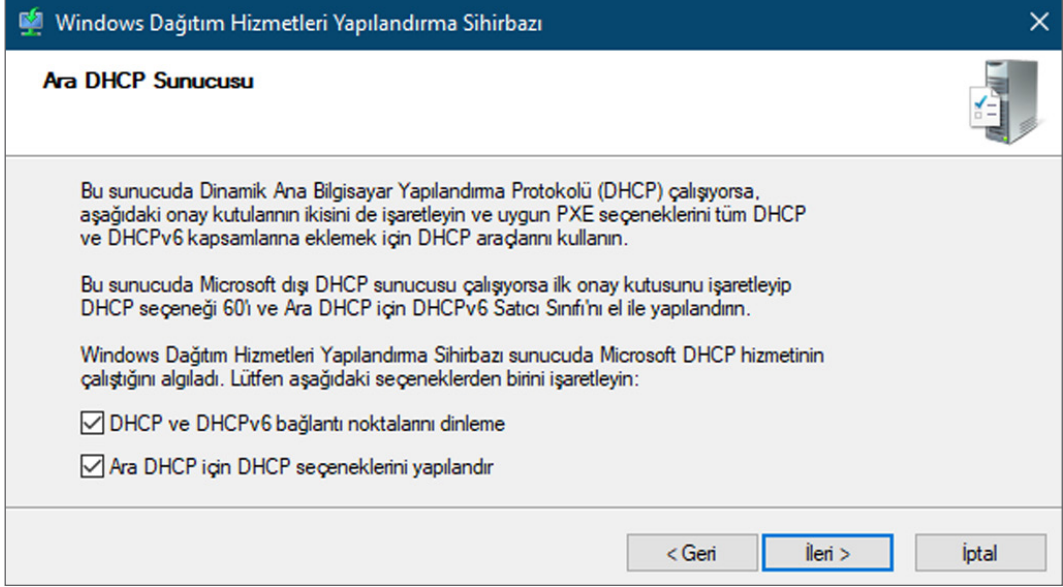 Windows Dağıtım Hizmetleri Yapılandırma Sihirbazı
Ara DHCP Sunucusu
Bu sunucuda Dinamik Ana Bilgisayar Yapılandırma Protokolü (DHCP) çalışıyorsa,
aşağıdaki onay kutularının ikisini de işaretleyin ve uygun PXE seçeneklerini tüm DHCP
ve DHCPv6 kapsamlarına eklemek için DHCP araçlarını kullanın.
Bu sunucuda Microsoft dışı DHCP sunucusu çalışıyorsa ilk onay kutusunu işaretleyip
DHCP seçeneği 60'ı ve Ara DHCP için DHCPv6 Satıcı Sınıfı'nı el ile yapılandırın.
Windows Dağıtım Hizmetleri Yapılandırma Sihirbazı sunucuda Microsoft DHCP hizmetinin
çalıştığını algıladı. Lütfen aşağıdaki seçeneklerden birini işaretleyin:
DHCP ve DHCPv6 bağlantı noktalarını dinleme
Ara DHCP için DHCP seçeneklerini yapılandır
< Geri İleri > İptal